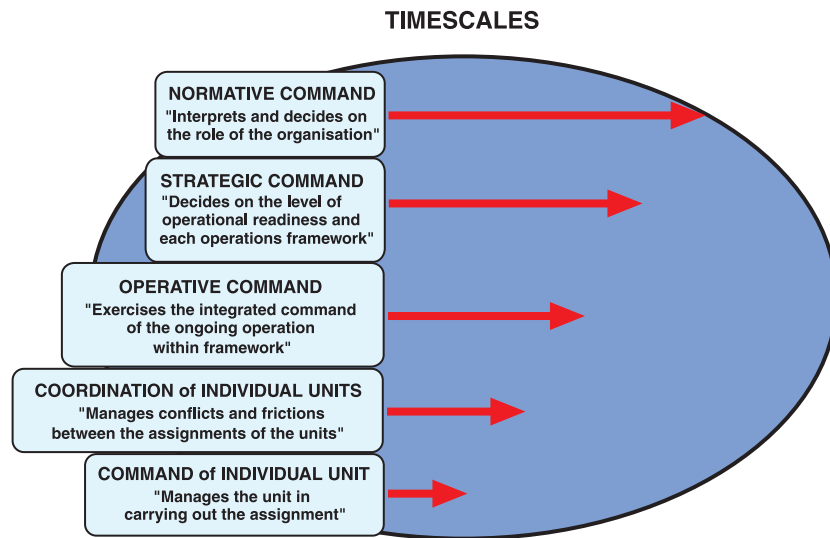 TIMESCALES
NORMATIVE COMMAND
"Interprets and decides on
the role of the organisation"
STRATEGIC COMMAND
"Decides on the level of
operational readiness and
each operations framework"
OPERATIVE COMMAND
"Exercises the integrated command
of the ongoing operation
within framework"
COORDINATION of INDIVIDUAL UNITS
"Manages conflicts and frictions
between the assignments of the units"
COMMAND of INDIVIDUAL UNIT
"Manages the unit in
carrying out the assignment"